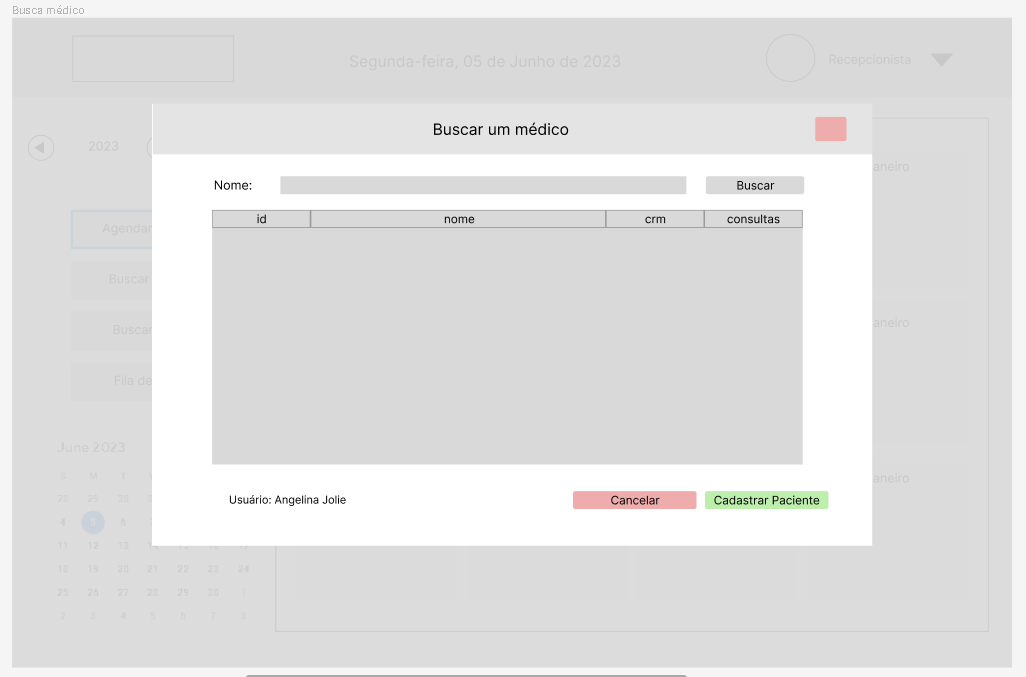 Busca médico
Segunda-feira, 05 de Junho de 2023
Recepcionista
Buscar um médico
2023
aneiro
Nome:
Buscar
id nome crm consultas
Agendar
Buscar
Buscar
Fila de
aneiro
aneiro
June 2023
S M T
28 29 30
4 5 6
11 12 13 14 15 16 17
18 19 20 21 22 23 24
25 26 27 28 29 30 1
2 3 4 5 6 7 8
Usuário: Angelina Jolie
Cancelar
Cadastrar Paciente